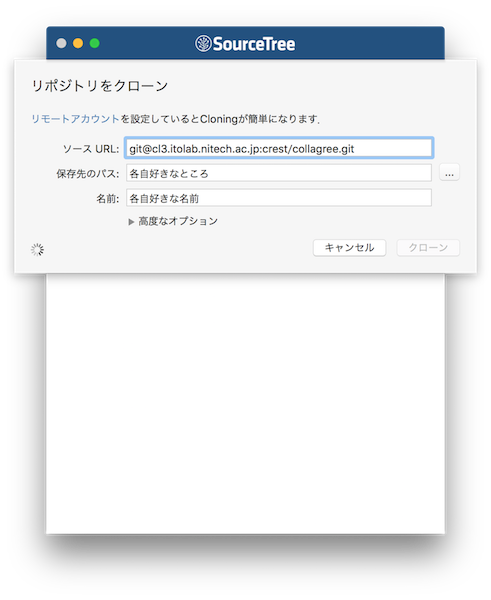 SourceTree
リポジトリをクローン
リモートアカウントを設定しているとCloningが簡単になります.
ソース URL: git@cl3.itolab.nitech.ac.jp:crest/collagree.git
保存先のパス: 各自好きなところ ...
名前: 各自好きな名前
高度なオプション
キャンセル クローン